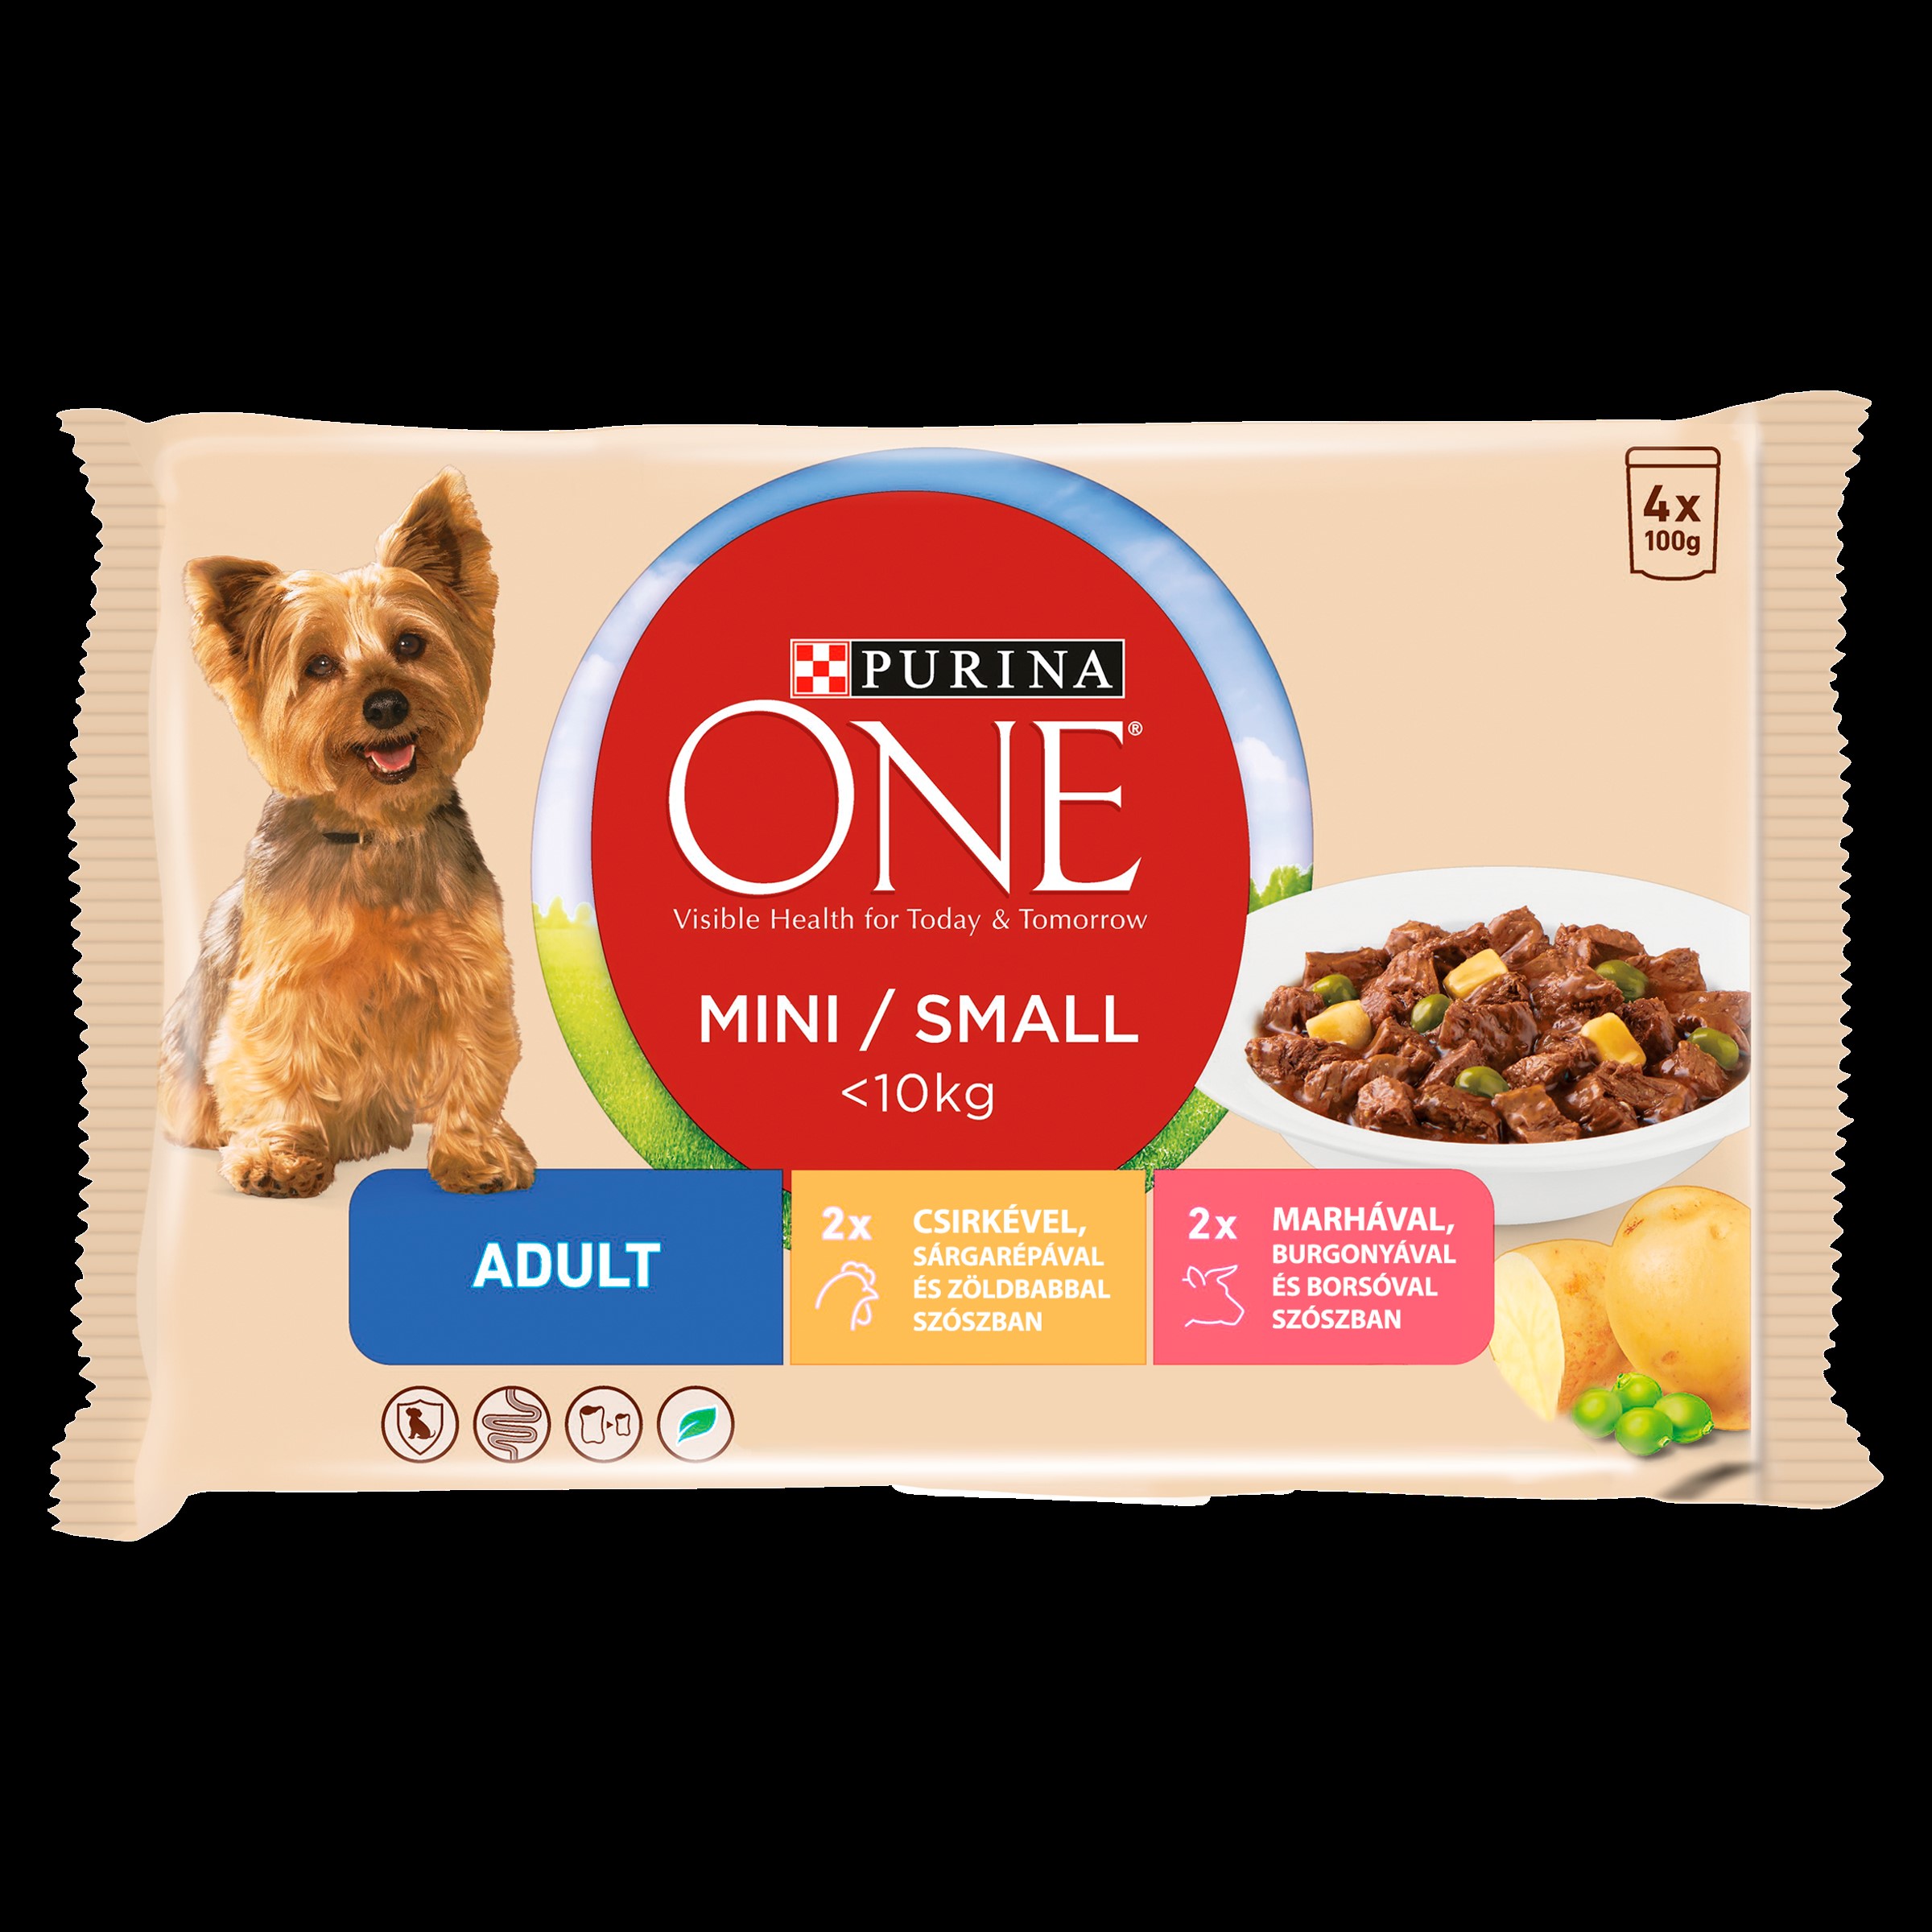 4x
100g
PURINA
ONE®
Visible Health for Today & Tomorrow
MINI / SMALL
<10kg
ADULT
2x
CSIRKÉVEL,
SÁRGARÉPÁVAL
ÉS ZÖLDBABBAL
SZÓSZBAN
2x
MARHÁVAL,
BURGONYÁVAL
ÉS BORSÓVAL
SZÓSZBAN